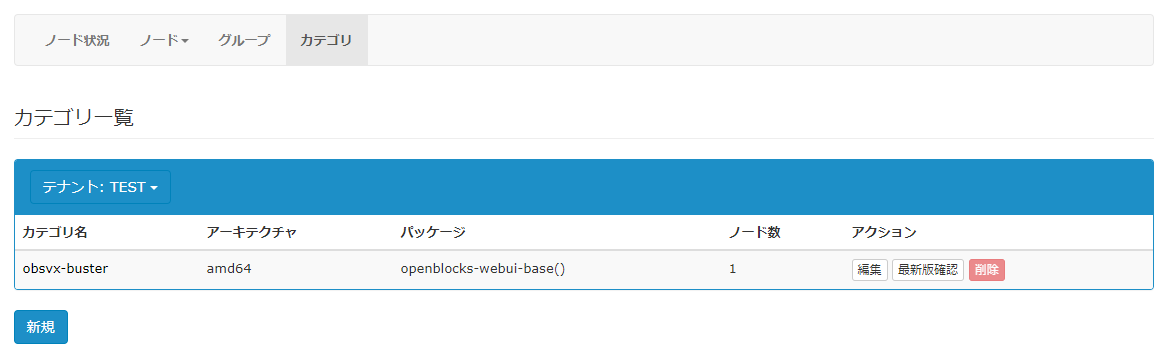 ノード状況 ノード グループ カテゴリ
カテゴリ一覧
テナント: TEST
カテゴリ名 アーキテクチャ パッケージ ノード数 アクション
obsvx-buster amd64 openblocks-webui-base() 1 編集 最新版確認 削除
新規